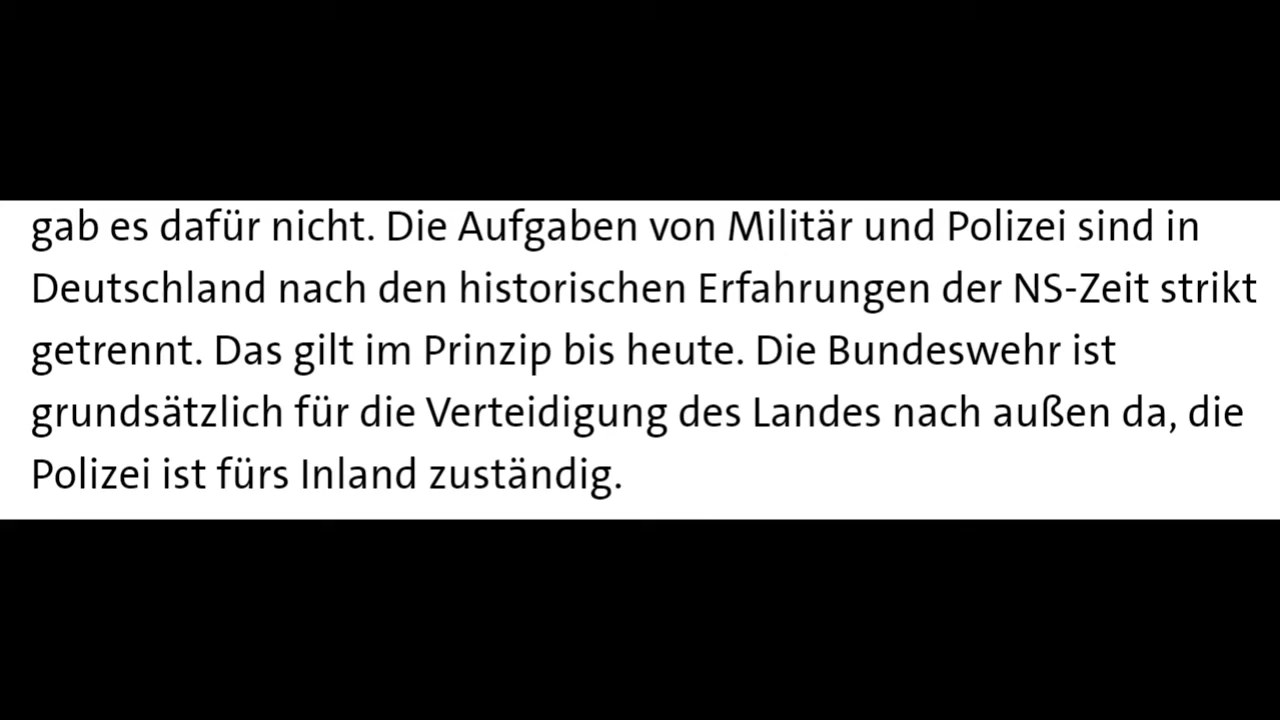 gab es dafür nicht. Die Aufgaben von Militär und Polizei sind in
Deutschland nach den historischen Erfahrungen der NS-Zeit strikt
getrennt. Das gilt im Prinzip bis heute. Die Bundeswehr ist
grundsätzlich für die Verteidigung des Landes nach außen da, die
Polizei ist fürs Inland zuständig.